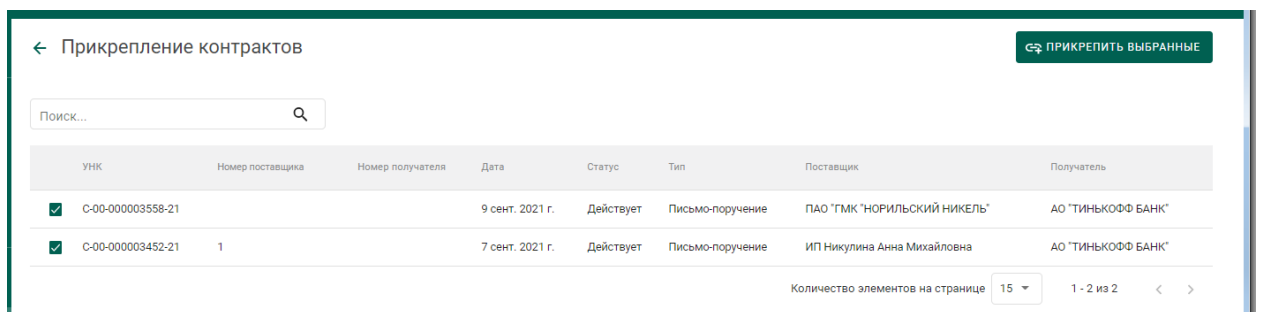 Прикрепление контрактов
ПРИКРЕПИТЬ ВЫБРАННЫЕ
Поиск...
УНК Номер поставщика Номер получателя Дата Статус Тип Поставщик Получатель
С-00-000003558-21 9 сент. 2021 г. Действует Письмо-поручение ПАО "ГМК "НОРИЛЬСКИЙ НИКЕЛЬ" АО "ТИНЬКОФФ БАНК"
С-00-000003452-21 1 7 сент. 2021 г. Действует Письмо-поручение ИП Никулина Анна Михайловна АО "ТИНЬКОФФ БАНК"
Количество элементов на странице 15 1 - 2 из 2